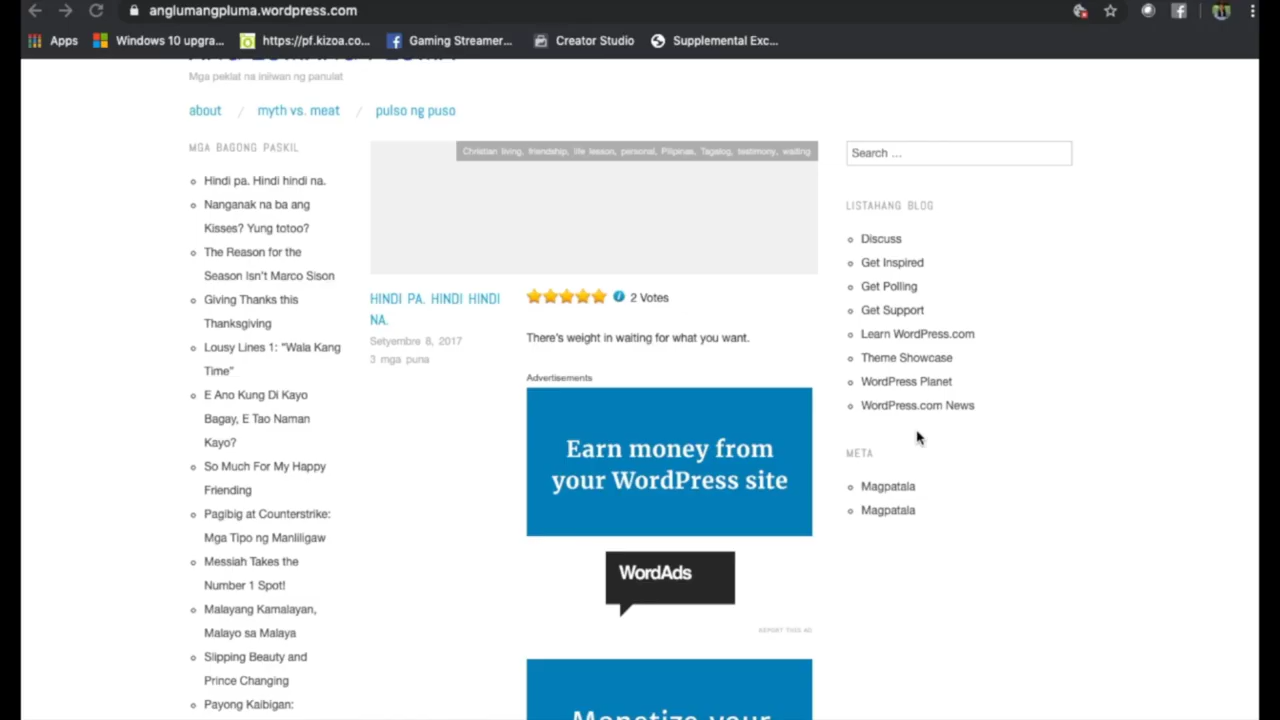 anglumangpluma.wordpress.com
Apps
Windows 10 upgra...
https://pf.kizoa.co...
Gaming Streamer...
Creator Studio
Supplemental Exc...
Mga peklat na iniiwan ng panulat
about / myth vs. meat / pulso ng puso
MGA BAGONG PASKIL
Hindi pa. Hindi hindi na.
Nanganak na ba ang
Kisses? Yung totoo?
The Reason for the
Season Isn't Marco Sison
Giving Thanks this
Thanksgiving
Lousy Lines 1: "Wala Kang
Time"
E Ano Kung Di Kayo
Bagay, E Tao Naman
Kayo?
So Much For My Happy
Friending
Pagibig at Counterstrike:
Mga Tipo ng Manliligaw
Messiah Takes the
Number 1 Spot!
Malayang Kamalayan,
Malayo sa Malaya
Slipping Beauty and
Prince Changing
Payong Kaibigan:
Christian living, friendship, life lesson, personal, Pilipinas, Tagalog, testimony, waiting
HINDI PA. HINDI HINDI
NA.
Setyembre 8, 2017
3 mga puna
2 Votes
There's weight in waiting for what you want.
Advertisements
Earn money from
your WordPress site
WordAds
REPORT THIS AD
Monetize your
Search ...
LISTAHANG BLOG
Discuss
Get Inspired
Get Polling
Get Support
Learn WordPress.com
Theme Showcase
WordPress Planet
WordPress.com News
META
Magpatala
Magpatala